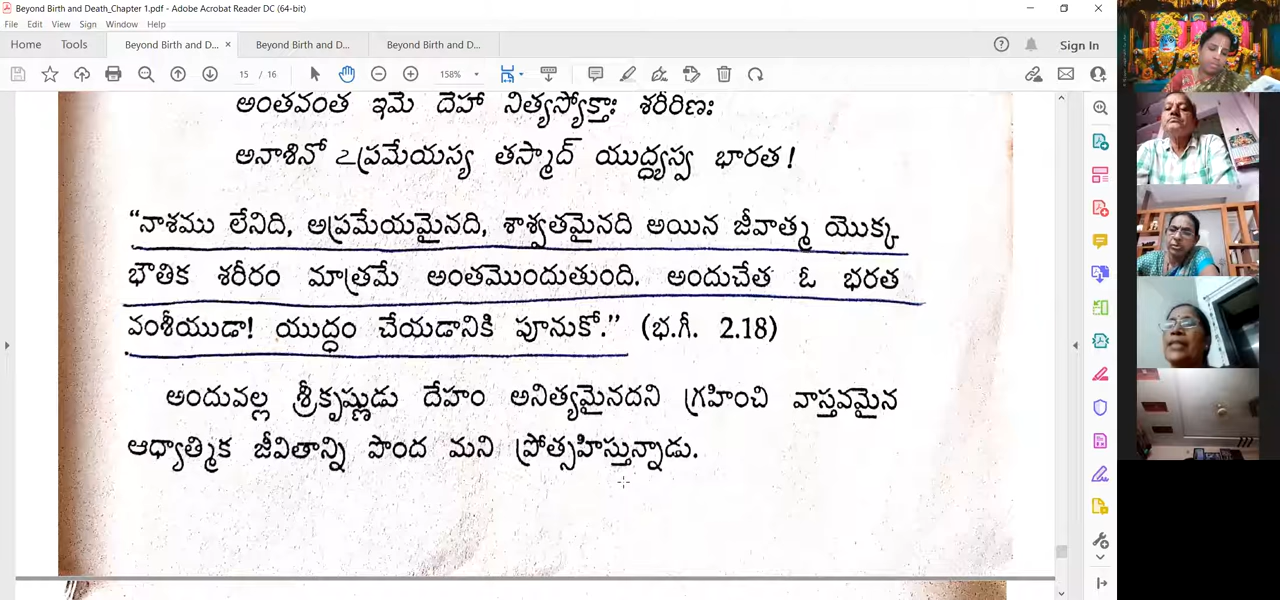 Beyond Birth and Death_Chapter 1.pdf - Adobe Acrobat Reader DC (64-bit)
File Edit View Sign Window Help
Home Tools Beyond Birth and D... × Beyond Birth and D... Beyond Birth and D... Sign In
15 / 16 158%
అంతవంత ఇమే దేహా నిత్యస్యోక్తాః శరీరిణః
అనాశినో ఽప్రమేయస్య తస్మాద్ యుద్ధ్యస్వ భారత !
“నాశము లేనిది, అప్రమేయమైనది, శాశ్వతమైనది అయిన జీవాత్మ యొక్క
భౌతిక శరీరం మాత్రమే అంతమొందుతుంది. అందుచేత ఓ భరత
వంశీయుడా! యుద్ధం చేయడానికి పూనుకో.” (భ.గీ. 2.18)
అందువల్ల శ్రీకృష్ణుడు దేహం అనిత్యమైనదని గ్రహించి వాస్తవమైన
ఆధ్యాత్మిక జీవితాన్ని పొంద మని ప్రోత్సహిస్తున్నాడు.